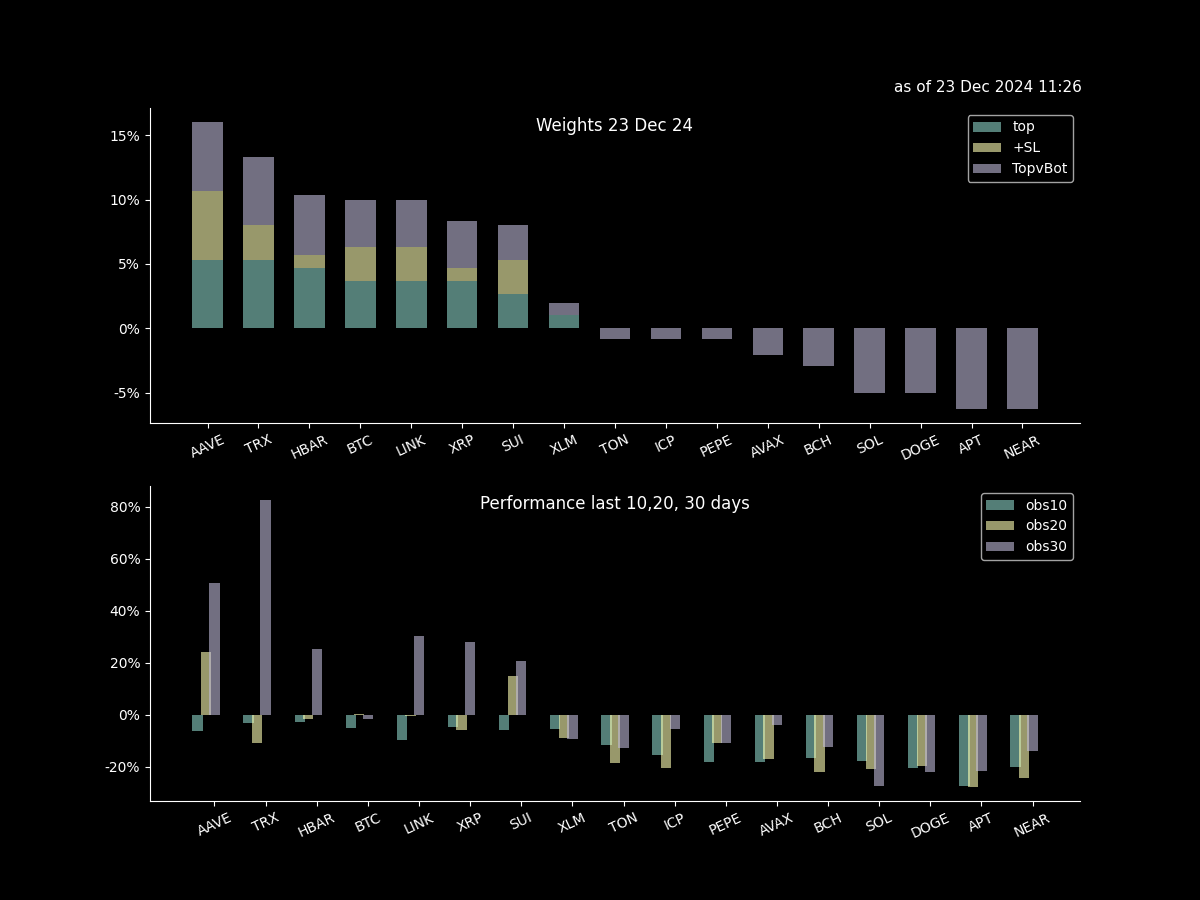 as of 23 Dec 2024 11:26
Weights 23 Dec 24
top
+SL
TopvBot
15%
10%
5%
0%
-5%
AAVE TRX HBAR BTC LINK XRP SUI XLM TON ICP PEPE AVAX BCH SOL DOGE APT NEAR
Performance last 10,20, 30 days
obs10
obs20
obs30
80%
60%
40%
20%
0%
-20%
AAVE TRX HBAR BTC LINK XRP SUI XLM TON ICP PEPE AVAX BCH SOL DOGE APT NEAR